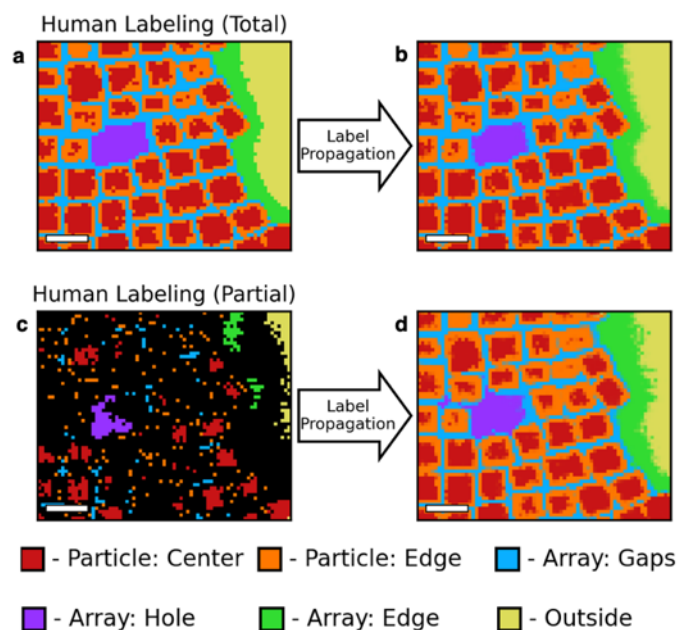 Human Labeling (Total)
a
b
Label
Propagation
Human Labeling (Partial)
c
d
Label
Propagation
- Particle: Center
- Particle: Edge
- Array: Gaps
- Array: Hole
- Array: Edge
- Outside